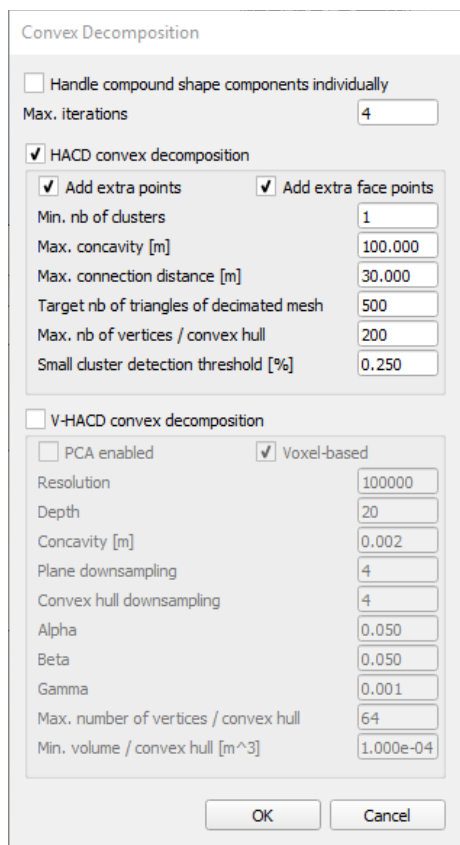 Convex Decomposition
Handle compound shape components individually
Max. iterations 4
HACD convex decomposition
Add extra points Add extra face points
Min. nb of clusters 1
Max. concavity [m] 100.000
Max. connection distance [m] 30.000
Target nb of triangles of decimated mesh 500
Max. nb of vertices / convex hull 200
Small cluster detection threshold [%] 0.250
V-HACD convex decomposition
PCA enabled Voxel-based
Resolution 100000
Depth 20
Concavity [m] 0.002
Plane downsampling 4
Convex hull downsampling 4
Alpha 0.050
Beta 0.050
Gamma 0.001
Max. number of vertices / convex hull 64
Min. volume / convex hull [m^3] 1.000e-04
OK Cancel